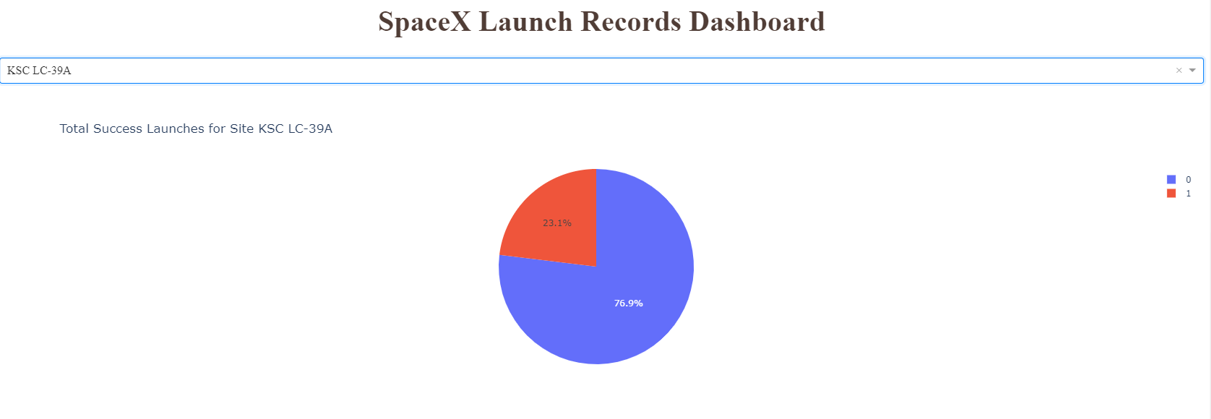 SpaceX Launch Records Dashboard
KSC LC-39A
×
Total Success Launches for Site KSC LC-39A
0
1
23.1%
76.9%